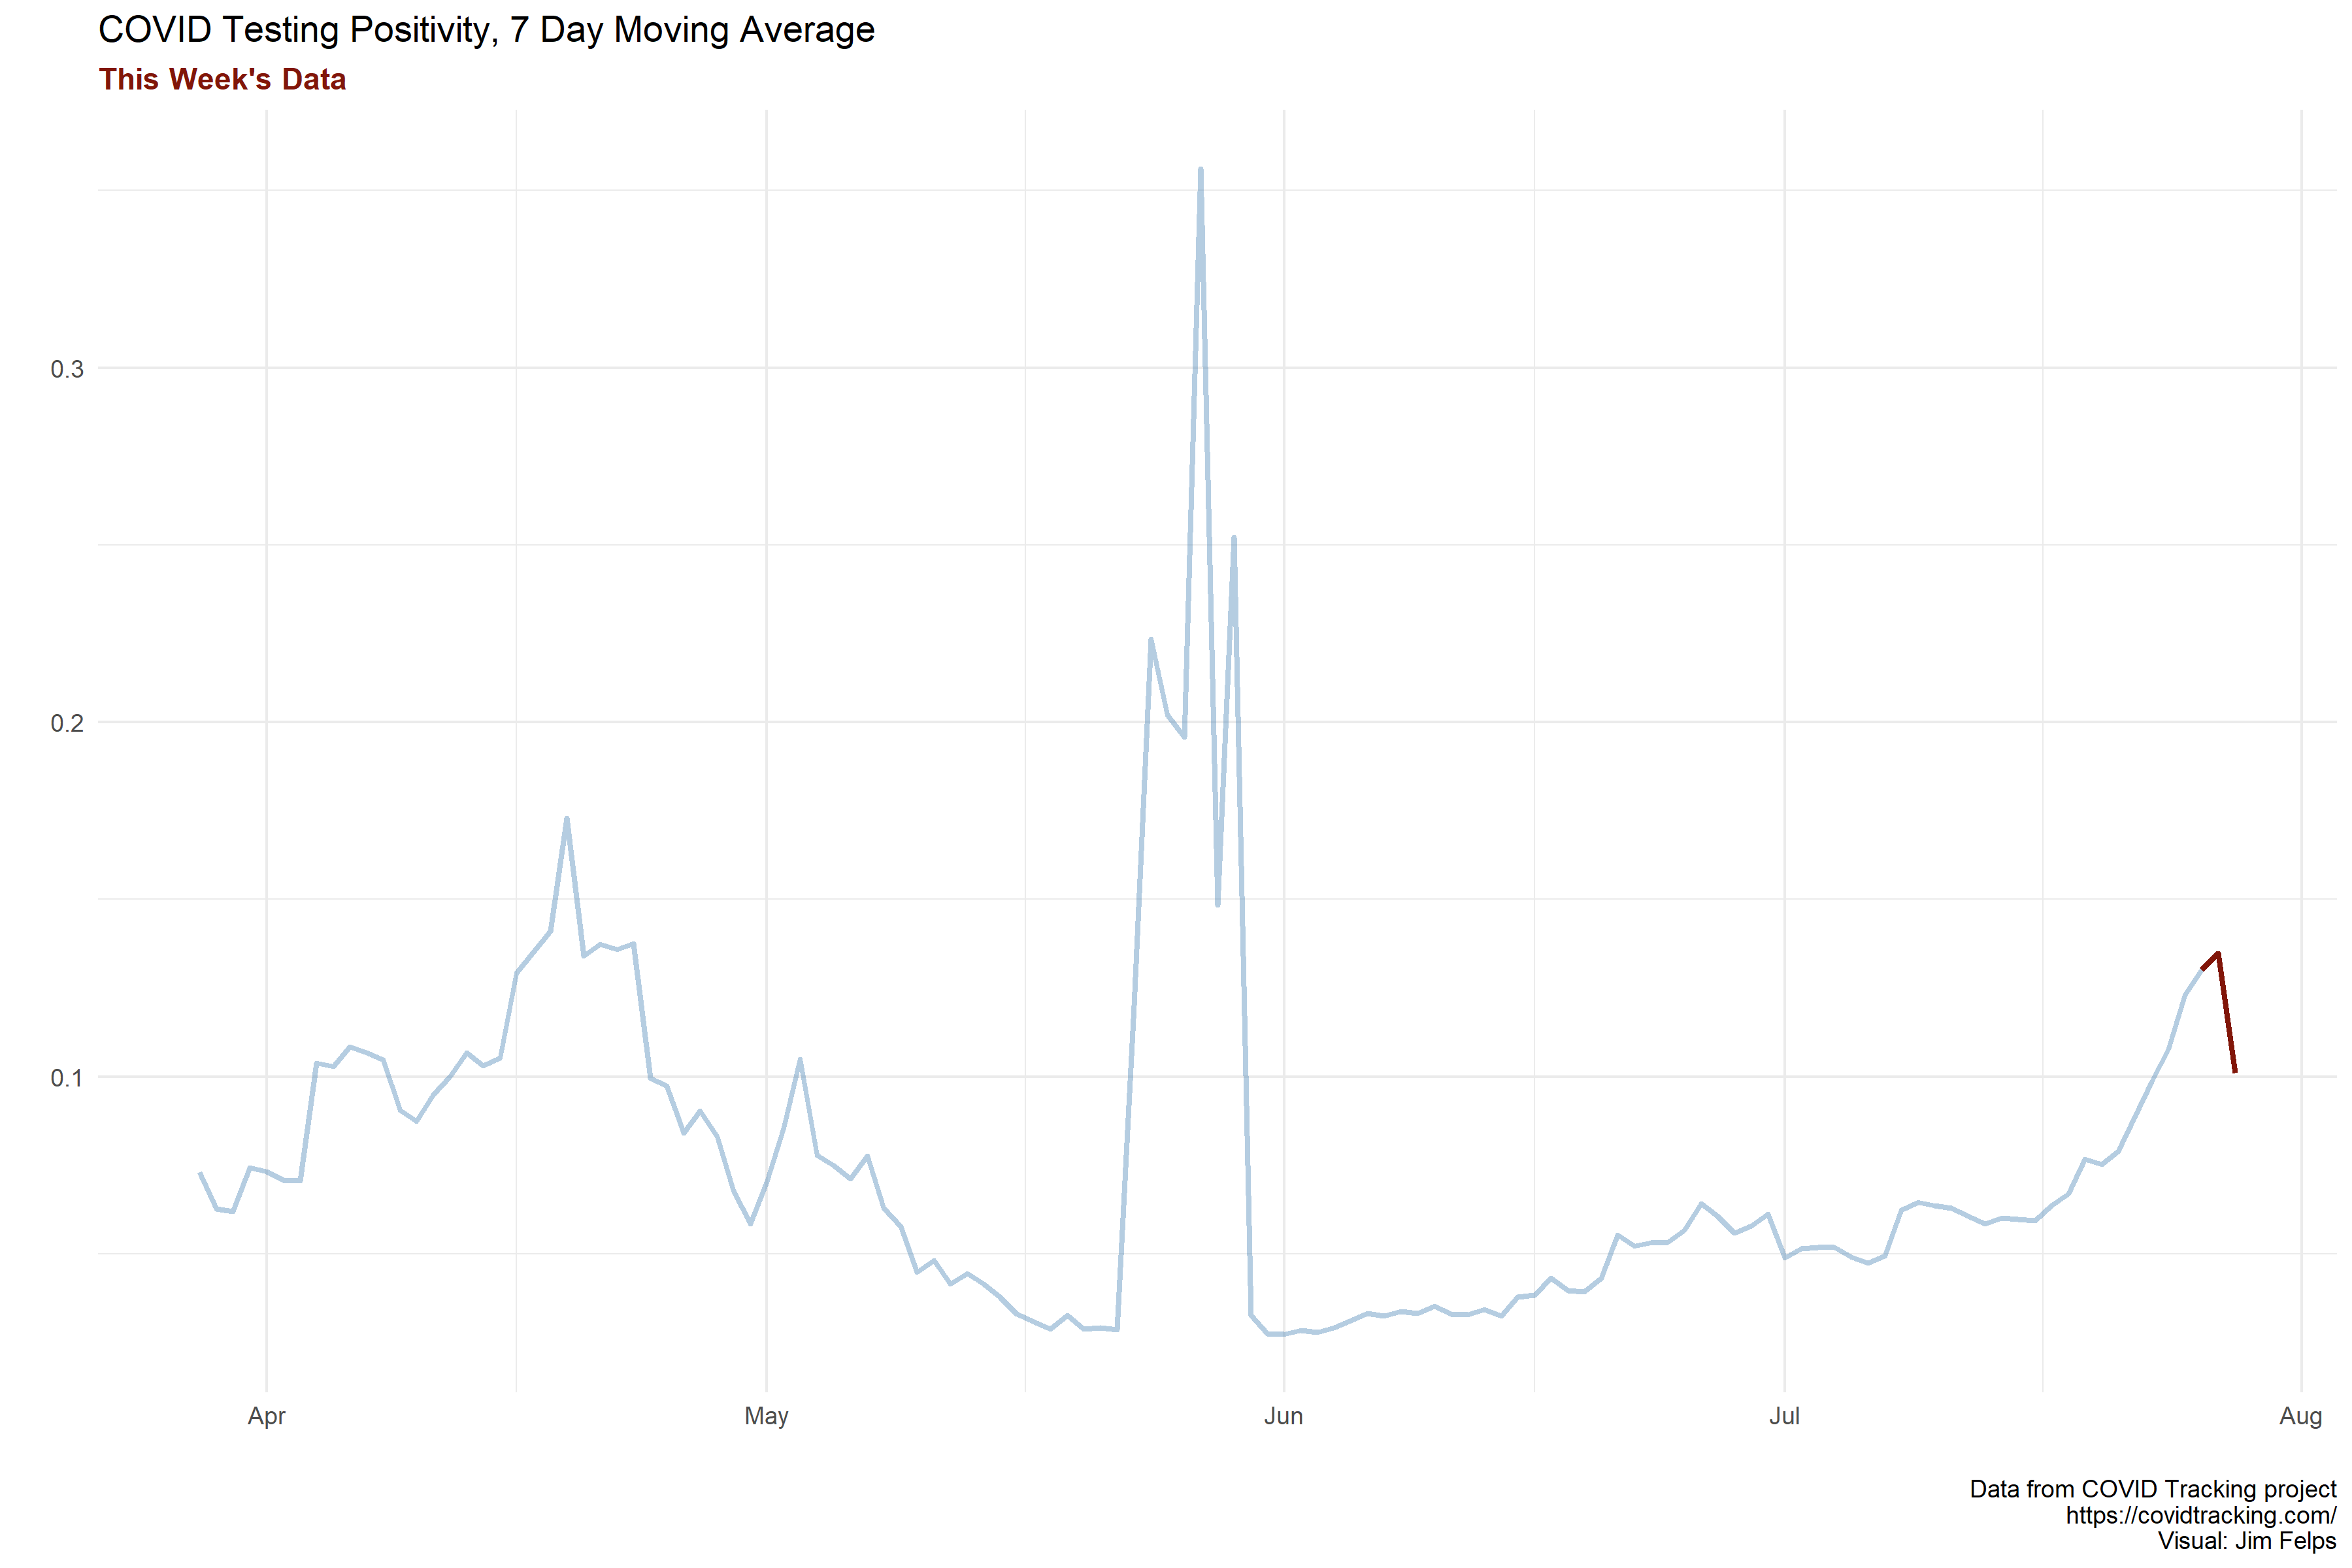 COVID Testing Positivity, 7 Day Moving Average
This Week's Data
0.3
0.2
0.1
Apr May Jun Jul Aug
Data from COVID Tracking project
https://covidtracking.com/
Visual: Jim Felps